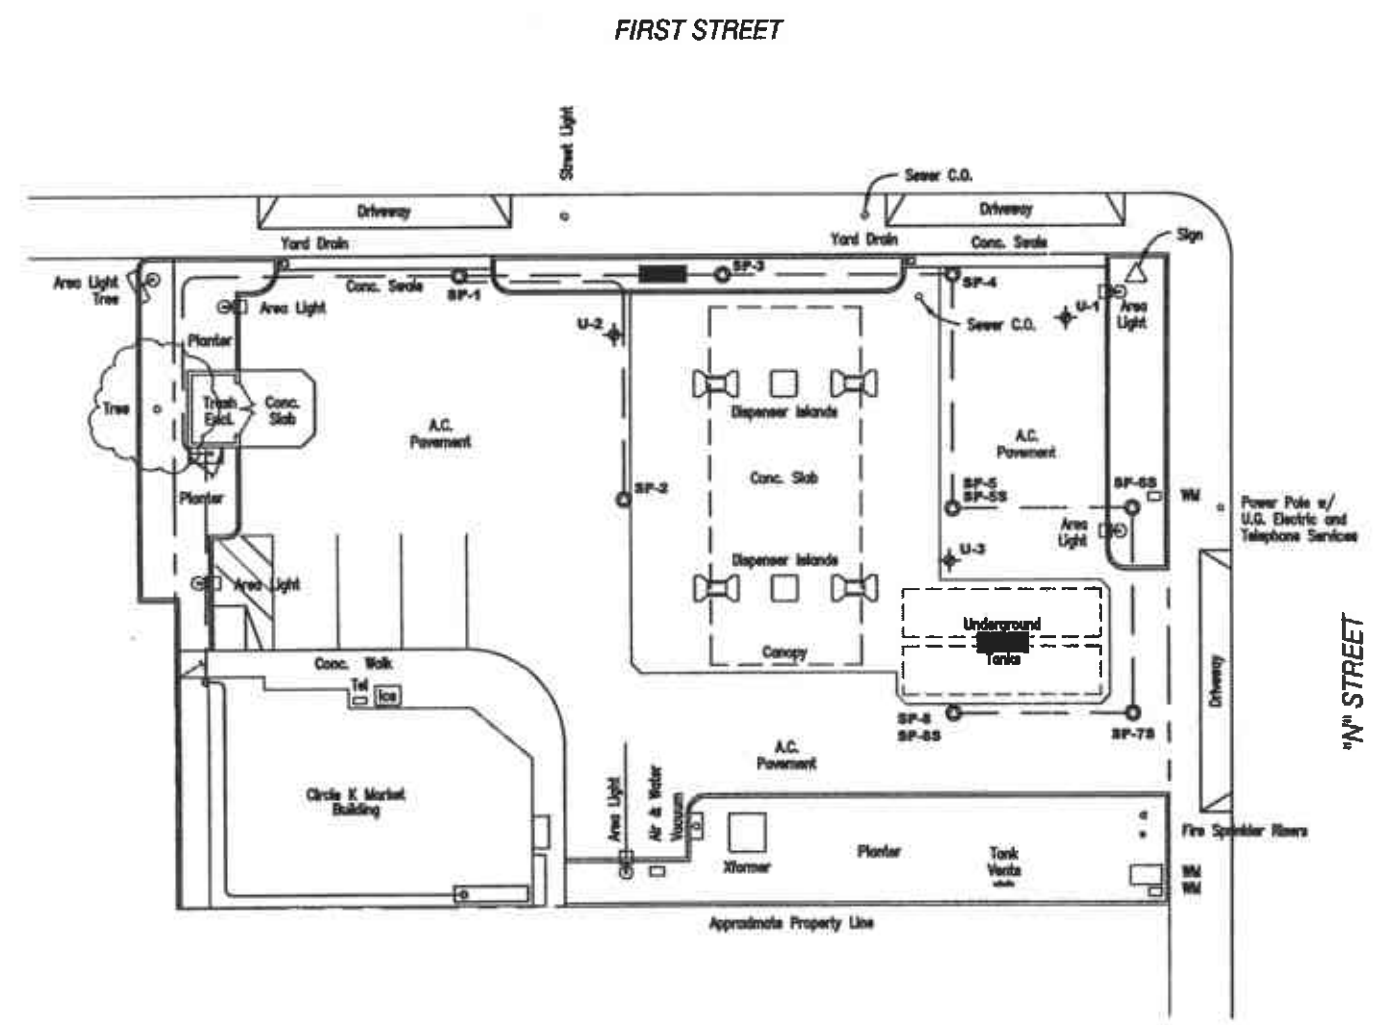 FIRST STREET
Street Light
Sewer C.O.
Driveway
Driveway
Yard Drain
Yard Drain
Conc. Swale
Sign
Area Light
Tree
Conc. Swale
SP-1
SP-3
SP-4
Area Light
U-2
Sewer C.O.
U-1
Area
Light
Planter
Tree
Trash
Encl.
Conc.
Slab
Dispenser Islands
A.C.
Pavement
A.C.
Pavement
Conc. Slab
SP-2
SP-5
SP-5S
SP-6S
WM
Power Pole w/
U.G. Electric and
Telephone Services
Planter
Area
Light
U-3
Dispenser Islands
Area Light
Underground
Tanks
Canopy
Conc. Walk
Tel
Ice
Driveway
"N" STREET
SP-8
SP-8S
SP-7S
A.C.
Pavement
Circle K Market
Building
Area Light
Air & Water
Vacuum
Xformer
Planter
Tank
Vents
Fire Sprinkler Risers
WM
WM
Approximate Property Line